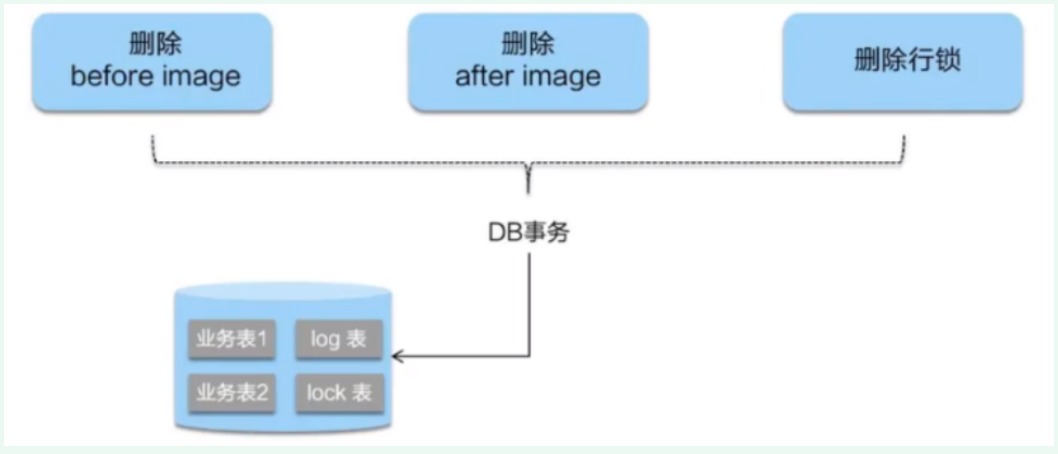 删除
before image
删除
after image
删除行锁
DB事务
业务表1
log 表
业务表2
lock 表